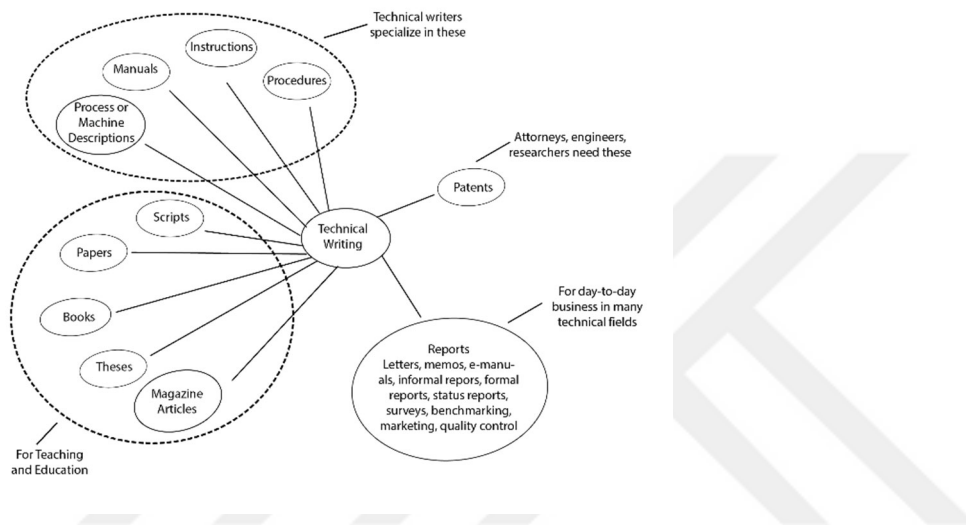 Technical writers
specialize in these
Instructions
Manuals
Procedures
Process or
Machine
Descriptions
Attorneys, engineers,
researchers need these
Patents
Scripts
Technical
Writing
Papers
For day-to-day
business in many
technical fields
Books
Reports
Letters, memos, e-manu-
als, informal repors, formal
reports, status reports,
surveys, benchmarking,
marketing, quality control
Theses
Magazine
Articles
For Teaching
and Education